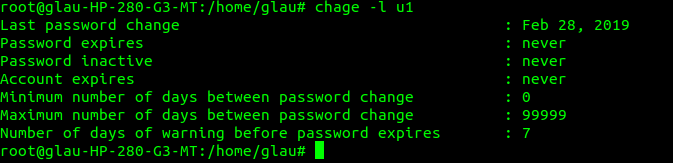 root@glau-HP-280-G3-MT:/home/glau# chage -l u1
Last password change : Feb 28, 2019
Password expires : never
Password inactive : never
Account expires : never
Minimum number of days between password change : 0
Maximum number of days between password change : 99999
Number of days of warning before password expires : 7
root@glau-HP-280-G3-MT:/home/glau#